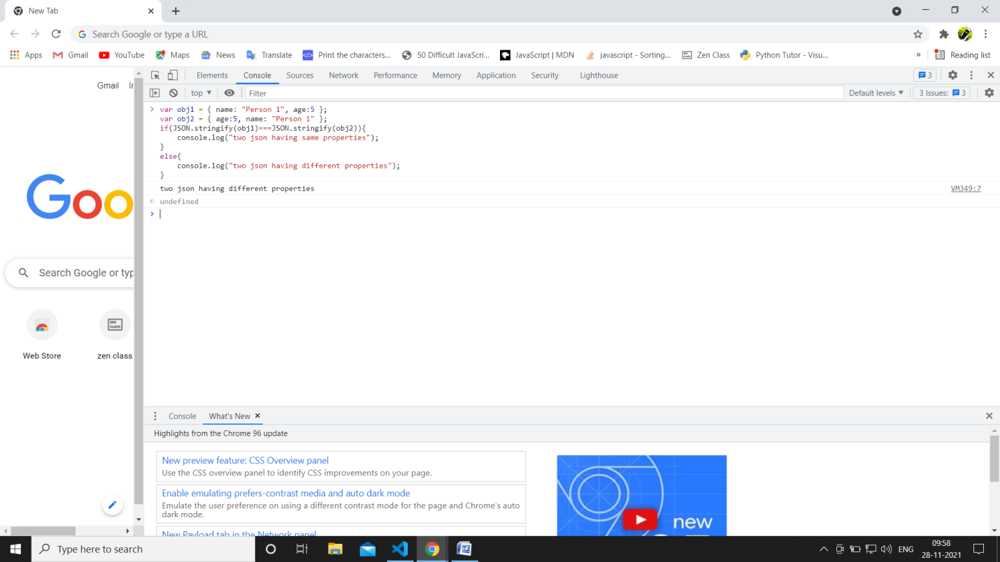 New Tab
Search Google or type a URL
Apps Gmail YouTube Maps News Translate Print the characters... 50 Difficult JavaScri... JavaScript | MDN javascript - Sorting... Zen Class Python Tutor - Visu... » Reading list
Gmail
Elements Console Sources Network Performance Memory Application Security Lighthouse 3
top Filter Default levels 3 Issues: 3
var obj1 = { name: "Person 1", age:5 };
var obj2 = { age:5, name: "Person 1" };
if(JSON.stringify(obj1)===JSON.stringify(obj2)){
console.log("two json having same properties");
}
else{
console.log("two json having different properties");
}
two json having different properties VM349:7
undefined
Goo
Search Google or typ
Web Store zen class
Console What's New
Highlights from the Chrome 96 update
New preview feature: CSS Overview panel
Use the CSS overview panel to identify CSS improvements on your page.
Enable emulating prefers-contrast media and auto dark mode
Emulate the user preference on using a different contrast mode for the page and Chrome's auto
dark mode.
New Payload tab in the Network panel
new
Type here to search
ENG
09:58
28-11-2021